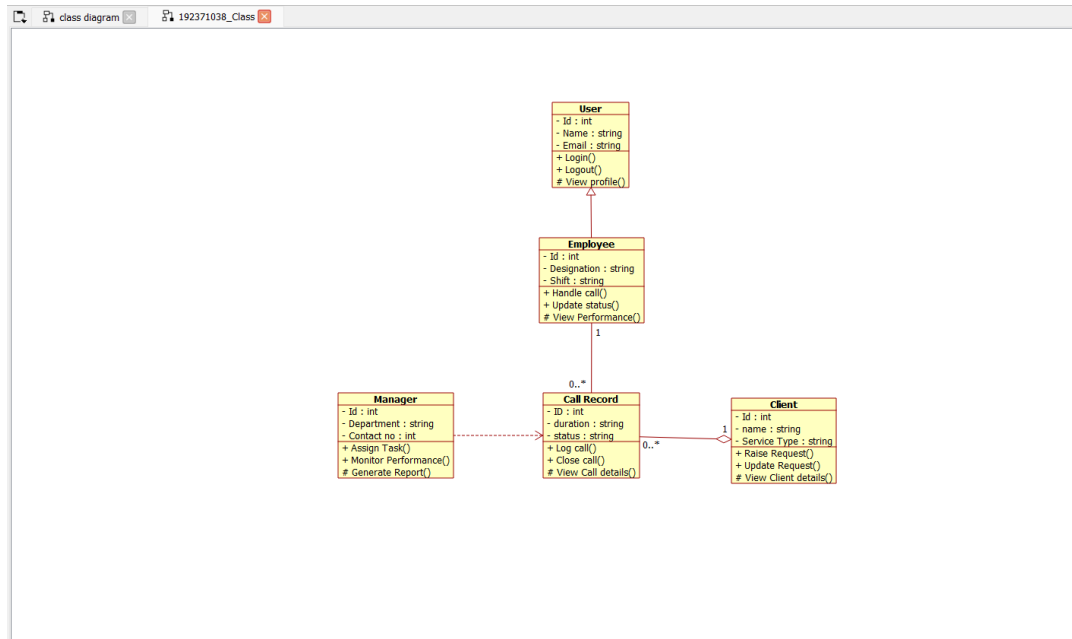 class diagram
192371038_Class
User
- Id : int
- Name : string
- Email : string
+ Login()
+ Logout()
# View profile()
Employee
- Id : int
- Designation : string
- Shift : string
+ Handle call()
+ Update status()
# View Performance()
1
0..*
Manager
- Id : int
- Department : string
- Contact no : int
+ Assign Task()
+ Monitor Performance()
# Generate Report()
Call Record
- ID : int
- duration : string
- status : string
+ Log call()
+ Close call()
# View Call details()
0..*
1
Client
- Id : int
- name : string
- Service Type : string
+ Raise Request()
+ Update Request()
# View Client details()